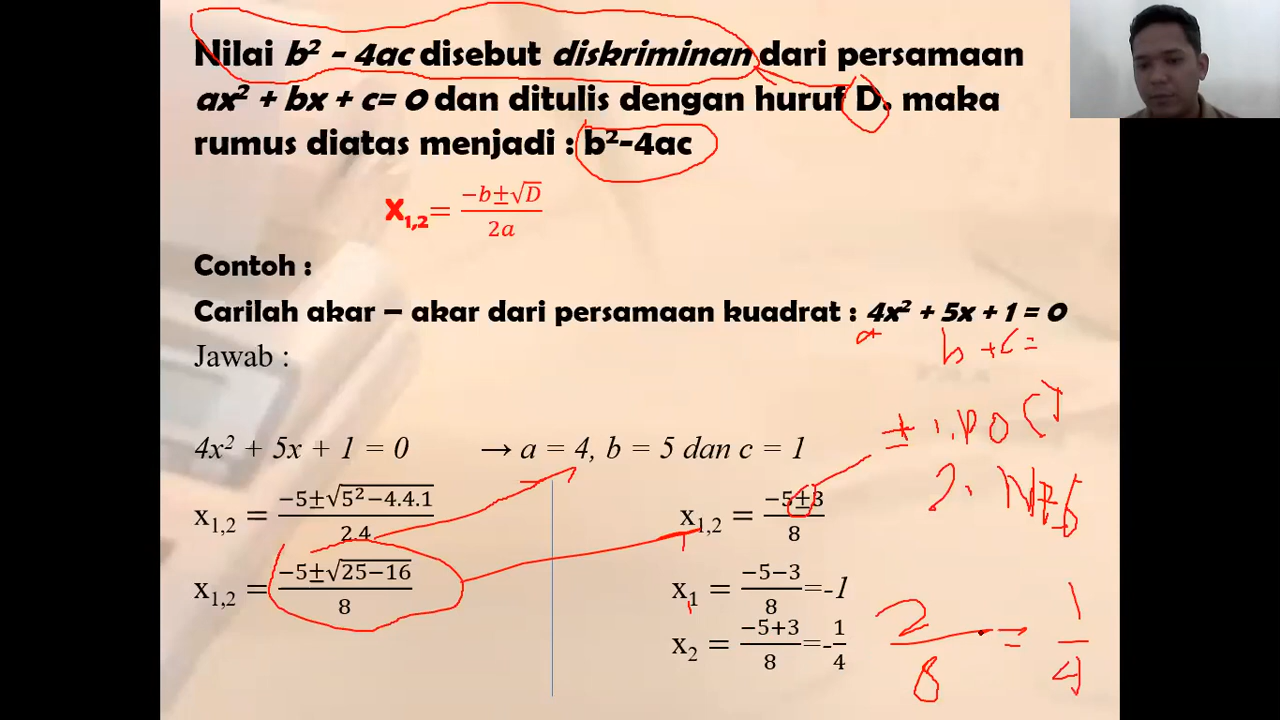 Nilai b² - 4ac disebut diskriminan dari persamaan
ax² + bx + c= 0 dan ditulis dengan huruf D. maka
rumus diatas menjadi : b²-4ac
X₁,₂= (-b±√D)/2a
Contoh :
Carilah akar – akar dari persamaan kuadrat : 4x² + 5x + 1 = 0
a b + c =
Jawab :
± 1. PO
2. NEG
4x² + 5x + 1 = 0 → a = 4, b = 5 dan c = 1
x₁,₂ = (−5±√(5²−4.4.1))/2.4
x₁,₂ = (−5±√(25−16))/8
x₁,₂ = (−5±3)/8
x₁ = (−5−3)/8=-1
x₂ = (−5+3)/8=-1/4
2/8 = 1/4